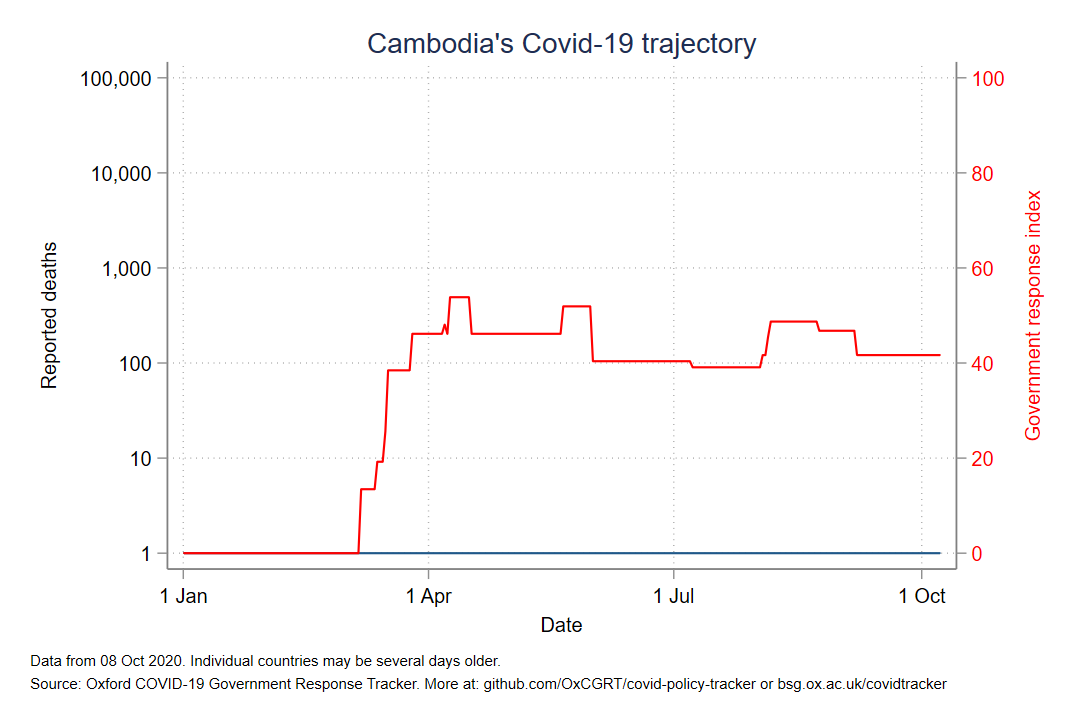 Cambodia's Covid-19 trajectory
100,000
10,000
1,000
100
10
1
Reported deaths
100
80
60
40
20
0
Government response index
1 Jan
1 Apr
1 Jul
1 Oct
Date
Data from 08 Oct 2020. Individual countries may be several days older.
Source: Oxford COVID-19 Government Response Tracker. More at: github.com/OxCGRT/covid-policy-tracker or bsg.ox.ac.uk/covidtracker